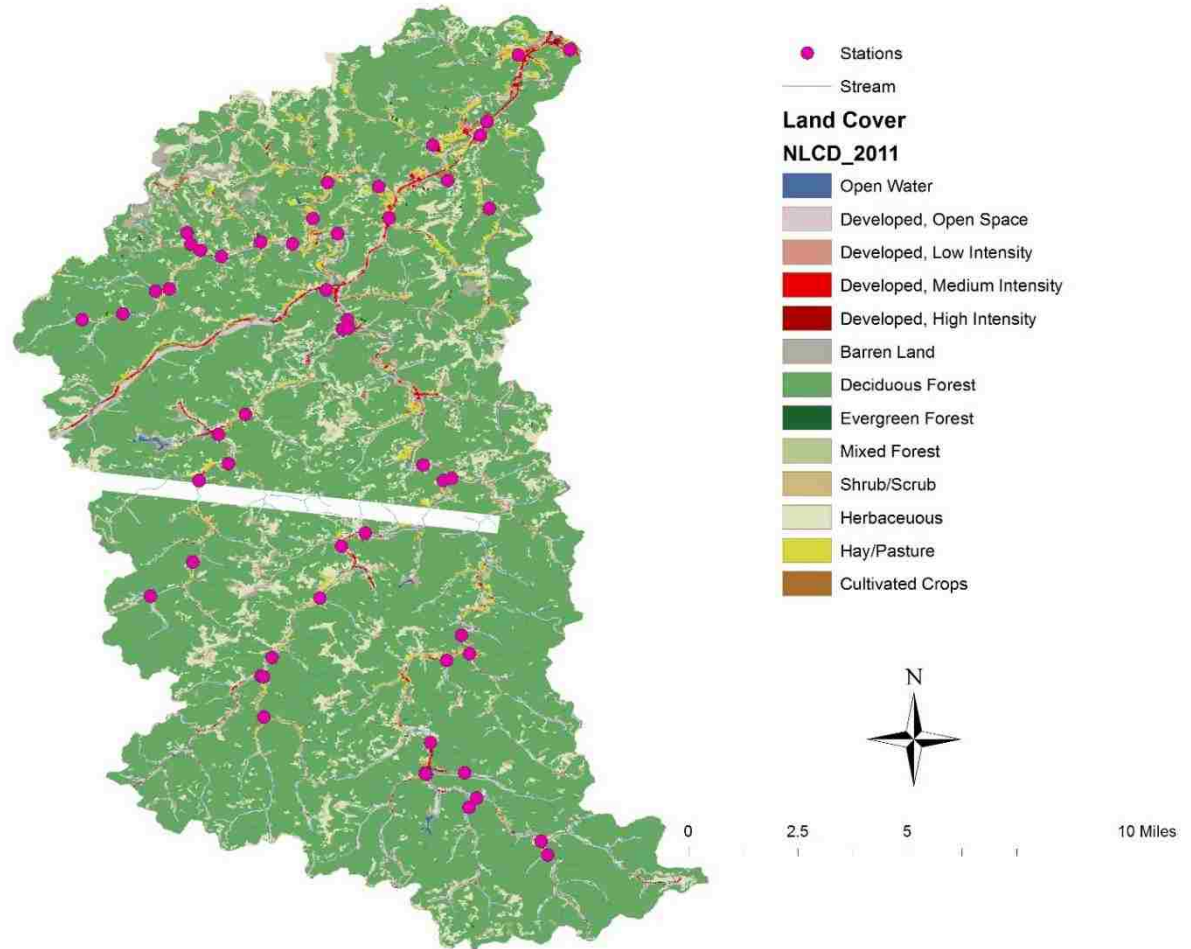 Stations
Stream
Land Cover
NLCD_2011
Open Water
Developed, Open Space
Developed, Low Intensity
Developed, Medium Intensity
Developed, High Intensity
Barren Land
Deciduous Forest
Evergreen Forest
Mixed Forest
Shrub/Scrub
Herbaceuous
Hay/Pasture
Cultivated Crops
N
0 2.5 5 10 Miles